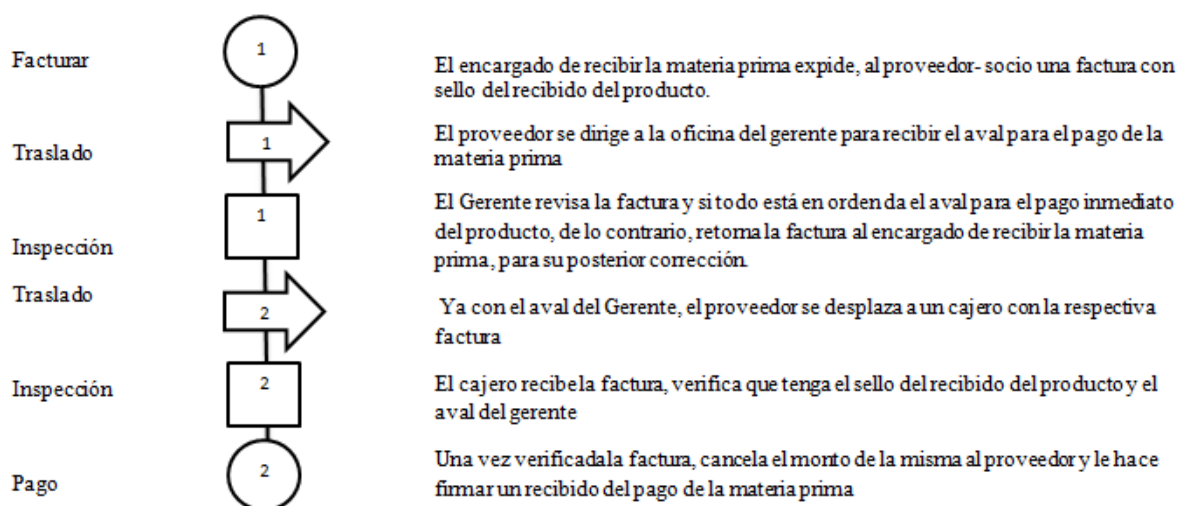 Facturar
1
El encargado de recibir la materia prima expide, al proveedor- socio una factura con
sello del recibido del producto.
Traslado
1
El proveedor se dirige a la oficina del gerente para recibir el aval para el pago de la
materia prima
Inspección
1
El Gerente revisa la factura y si todo está en orden da el aval para el pago inmediato
del producto, de lo contrario, retorna la factura al encargado de recibir la materia
prima, para su posterior corrección.
Traslado
2
Ya con el aval del Gerente, el proveedor se desplaza a un cajero con la respectiva
factura
Inspección
2
El cajero recibe la factura, verifica que tenga el sello del recibido del producto y el
aval del gerente
Pago
2
Una vez verificadala factura, cancela el monto de la misma al proveedor y le hace
firmar un recibido del pago de la materia prima